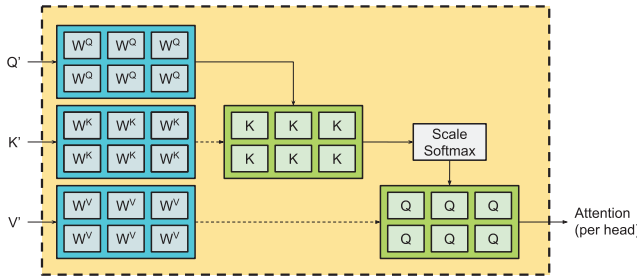 Q’
W^Q W^Q W^Q
W^Q W^Q W^Q
K’
W^K W^K W^K
W^K W^K W^K
K K K
K K K
Scale
Softmax
V’
W^V W^V W^V
W^V W^V W^V
Q Q Q
Q Q Q
Attention
(per head)